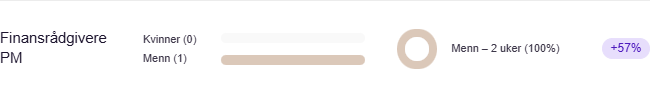 Finansrådgivere
PM
Kvinner (0)
Menn (1)
Menn – 2 uker (100%)
+57%